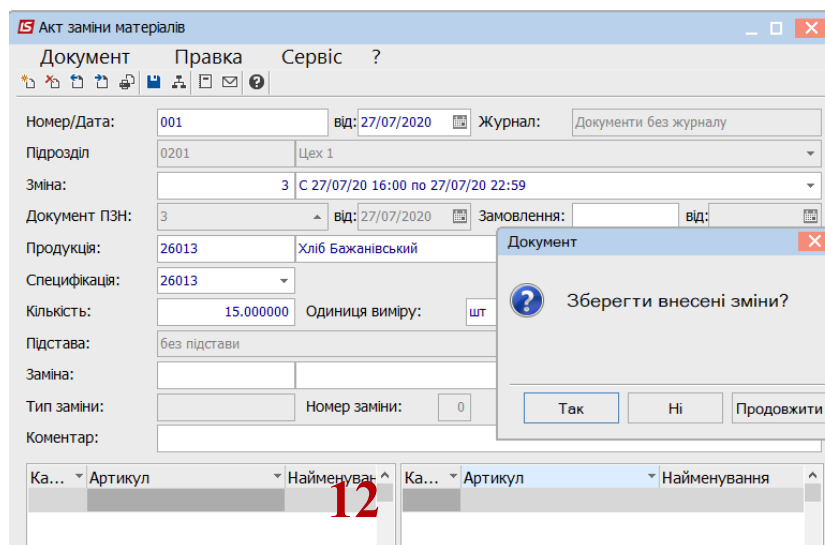 Акт заміни матеріалів
Документ Правка Сервіс ?
Номер/Дата: 001 від: 27/07/2020 Журнал: Документи без журналу
Підрозділ 0201 Цех 1
Зміна: 3 С 27/07/20 16:00 по 27/07/20 22:59
Документ ПЗН: 3 від: 27/07/2020 Замовлення: від:
Продукція: 26013 Хліб Бажанівський
Документ
Специфікація: 26013
Зберегти внесені зміни?
Кількість: 15.000000 Одиниця виміру: шт
Підстава: без підстави
Заміна:
Тип заміни: Номер заміни: 0
Так Ні Продовжити
Коментар:
Ка... Артикул Найменуван Ка... Артикул Найменування
12